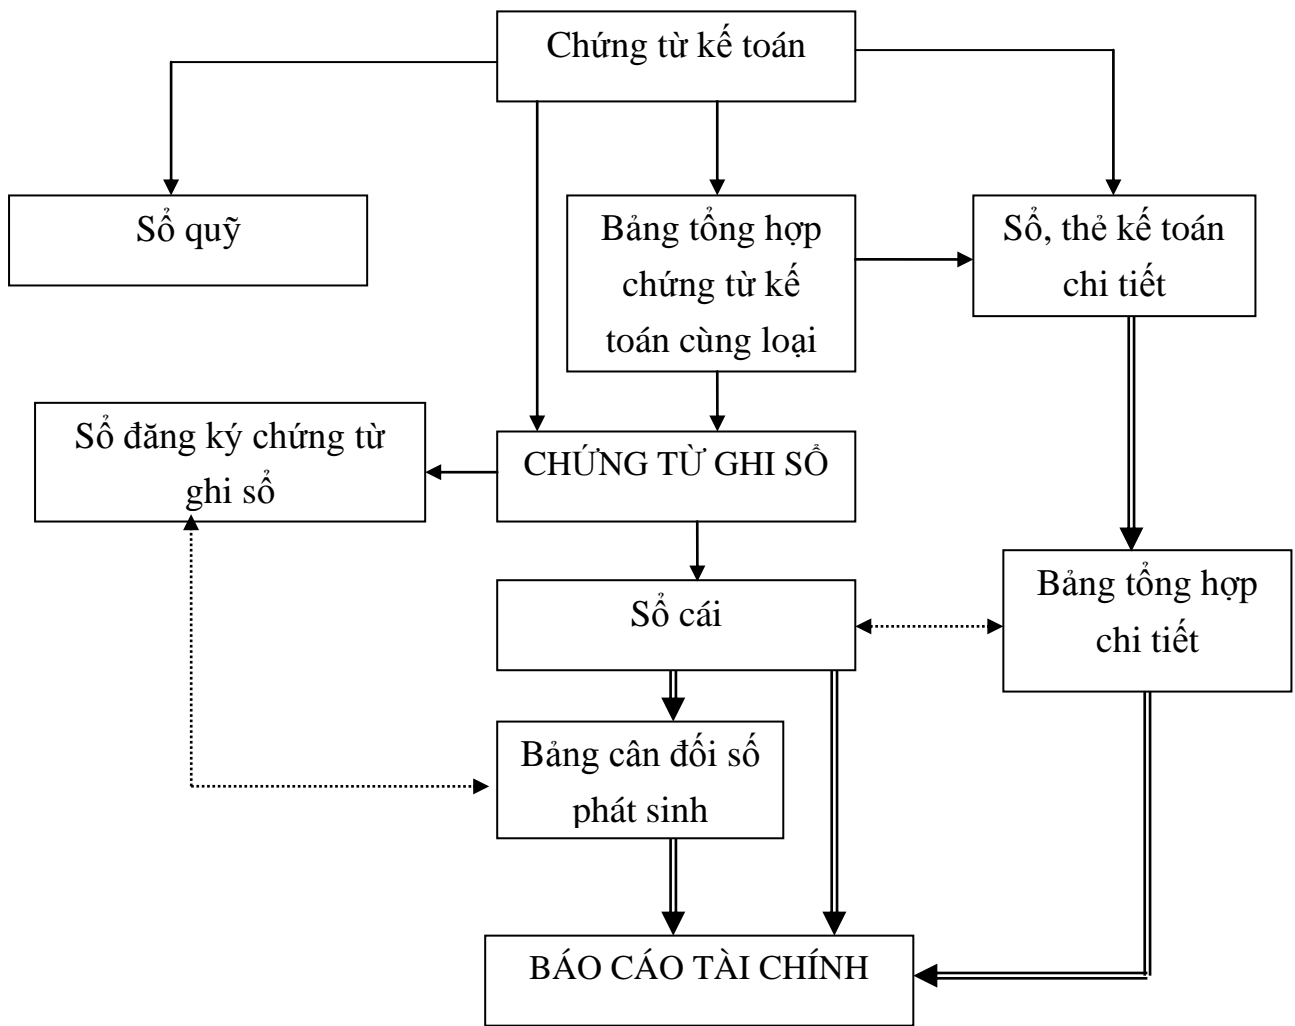 Chứng từ kế toán
Sổ quỹ
Bảng tổng hợp
chứng từ kế
toán cùng loại
Sổ, thẻ kế toán
chi tiết
Sổ đăng ký chứng từ
ghi sổ
CHỨNG TỪ GHI SỔ
Sổ cái
Bảng tổng hợp
chi tiết
Bảng cân đối số
phát sinh
BÁO CÁO TÀI CHÍNH